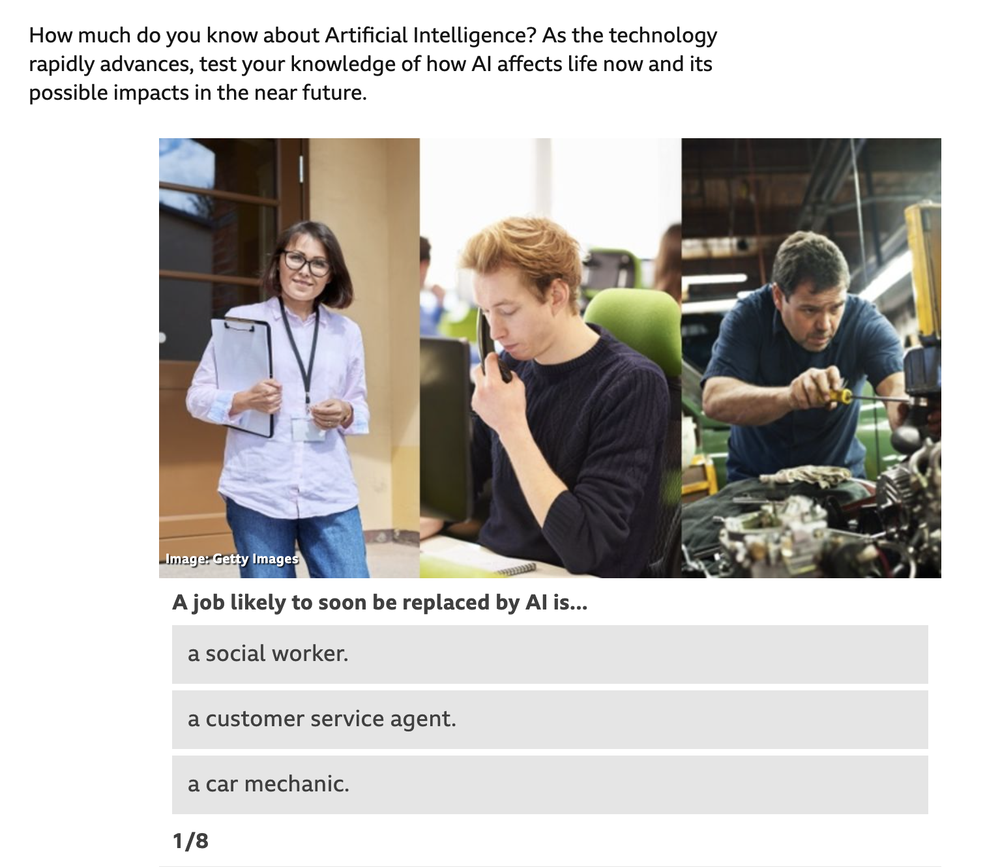 How much do you know about Artificial Intelligence? As the technology
rapidly advances, test your knowledge of how AI affects life now and its
possible impacts in the near future.
Image: Getty Images
A job likely to soon be replaced by AI is...
a social worker.
a customer service agent.
a car mechanic.
1/8